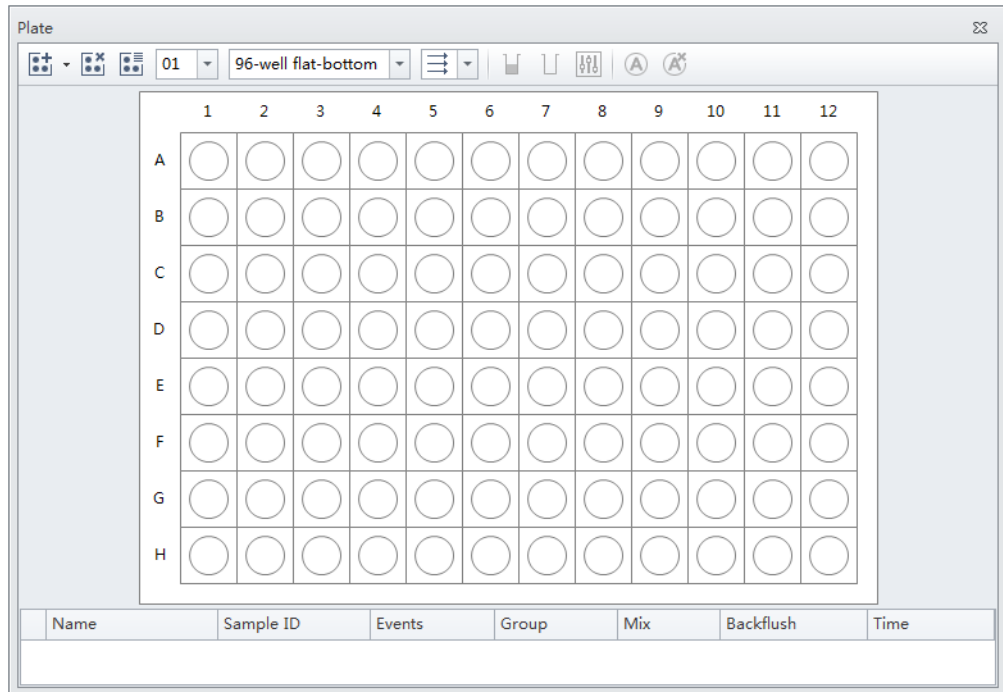 Plate
01 96-well flat-bottom A A
1 2 3 4 5 6 7 8 9 10 11 12
A
B
C
D
E
F
G
H
Name Sample ID Events Group Mix Backflush Time